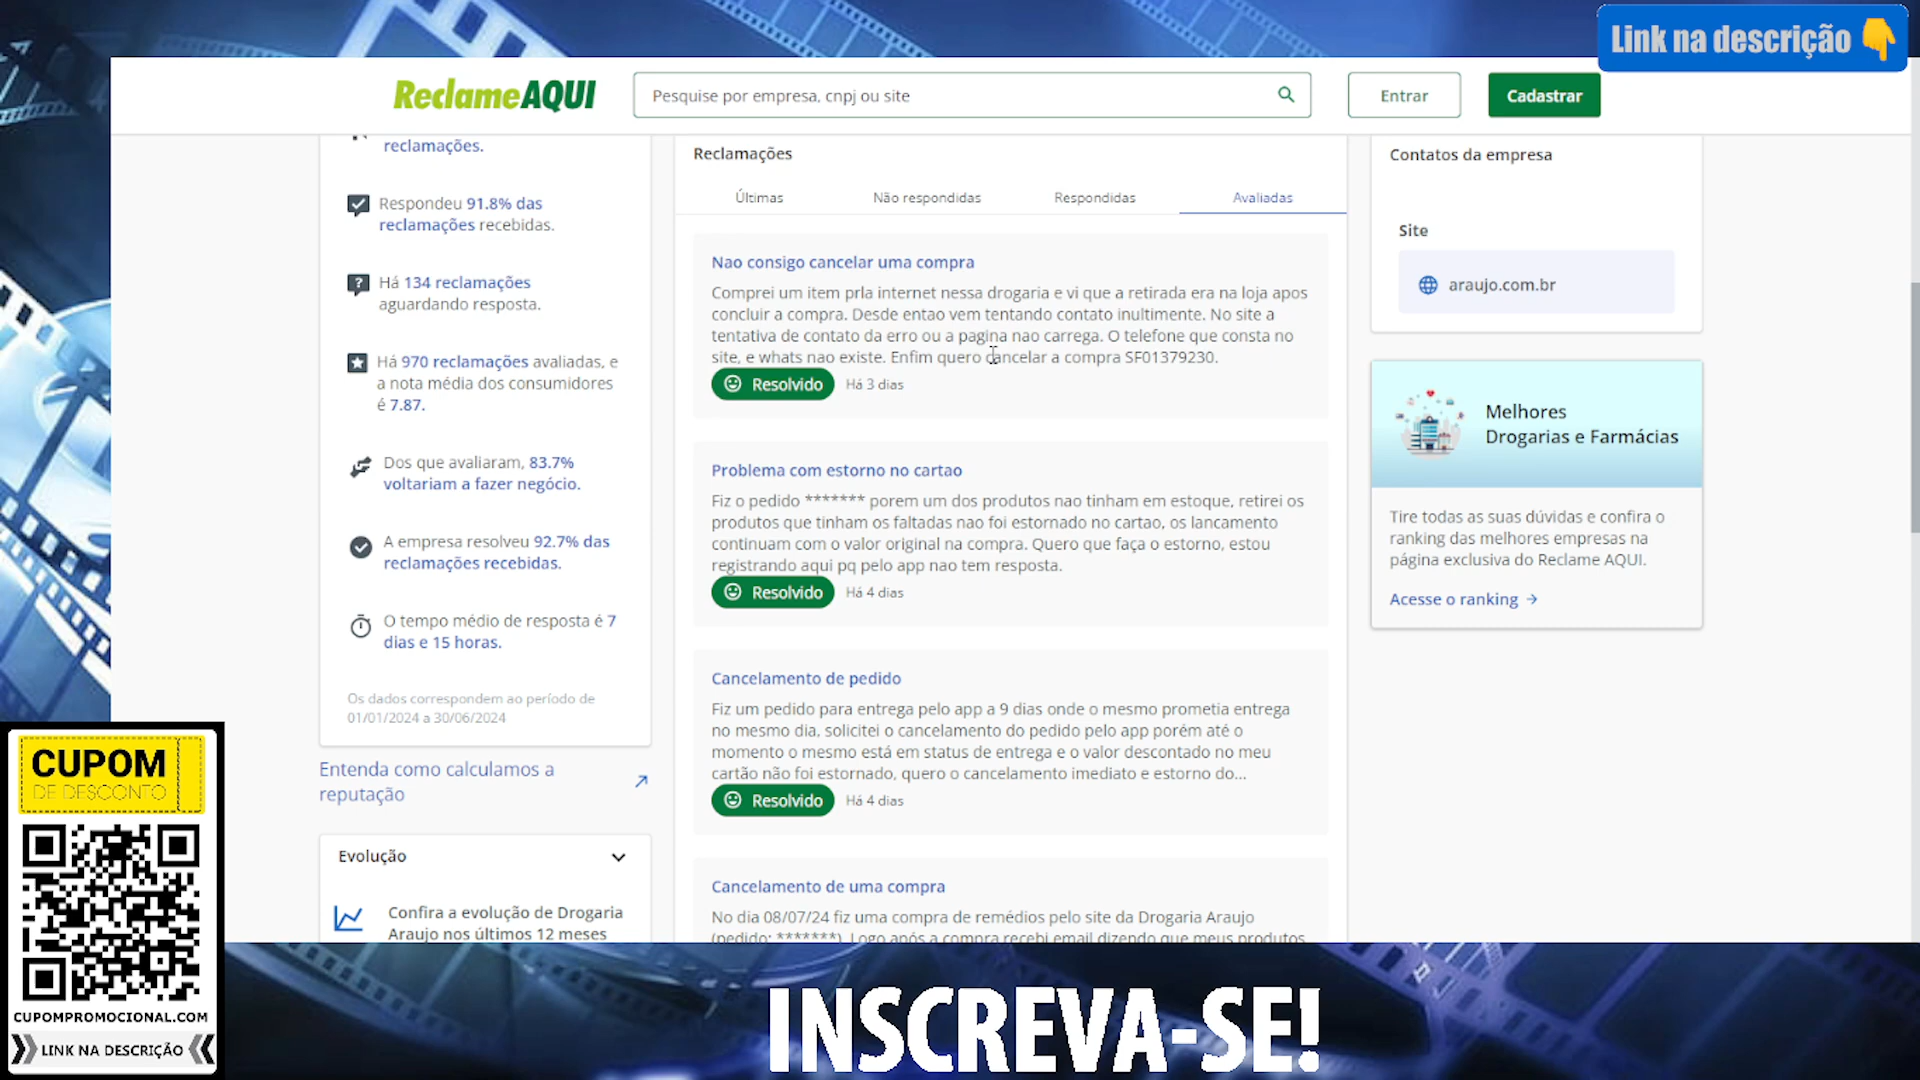 Link na descrição
ReclameAQUI
Pesquise por empresa, cnpj ou site
Entrar
Cadastrar
reclamações.
Respondeu 91.8% das
reclamações recebidas.
Há 134 reclamações
aguardando resposta.
Há 970 reclamações avaliadas, e
a nota média dos consumidores
é 7.87.
Dos que avaliaram, 83.7%
voltariam a fazer negócio.
A empresa resolveu 92.7% das
reclamações recebidas.
O tempo médio de resposta é 7
dias e 15 horas.
Os dados correspondem ao período de
01/01/2024 a 30/06/2024
Entenda como calculamos a
reputação
Evolução
Confira a evolução de Drogaria
Araujo nos últimos 12 meses
Reclamações
Últimas
Não respondidas
Respondidas
Avaliadas
Nao consigo cancelar uma compra
Comprei um item prla internet nessa drogaria e vi que a retirada era na loja apos
concluir a compra. Desde entao vem tentando contato inultimente. No site a
tentativa de contato da erro ou a pagina nao carrega. O telefone que consta no
site, e whats nao existe. Enfim quero cancelar a compra SF01379230.
Resolvido
Há 3 dias
Problema com estorno no cartao
Fiz o pedido ******* porem um dos produtos nao tinham em estoque, retirei os
produtos que tinham os faltadas nao foi estornado no cartao, os lancamento
continuam com o valor original na compra. Quero que faça o estorno, estou
registrando aqui pq pelo app nao tem resposta.
Resolvido
Há 4 dias
Cancelamento de pedido
Fiz um pedido para entrega pelo app a 9 dias onde o mesmo prometia entrega
no mesmo dia, solicitei o cancelamento do pedido pelo app porém até o
momento o mesmo está em status de entrega e o valor descontado no meu
cartão não foi estornado, quero o cancelamento imediato e estorno do...
Resolvido
Há 4 dias
Cancelamento de uma compra
No dia 08/07/24 fiz uma compra de remédios pelo site da Drogaria Araujo
(pedido: *******). Logo após a compra recebi email dizendo que meus produtos
Contatos da empresa
Site
araujo.com.br
Melhores
Drogarias e Farmácias
Tire todas as suas dúvidas e confira o
ranking das melhores empresas na
página exclusiva do Reclame AQUI.
Acesse o ranking →
CUPOM
DE DESCONTO
CUPOMPROMOCIONAL.COM
LINK NA DESCRIÇÃO
INSCREVA-SE!